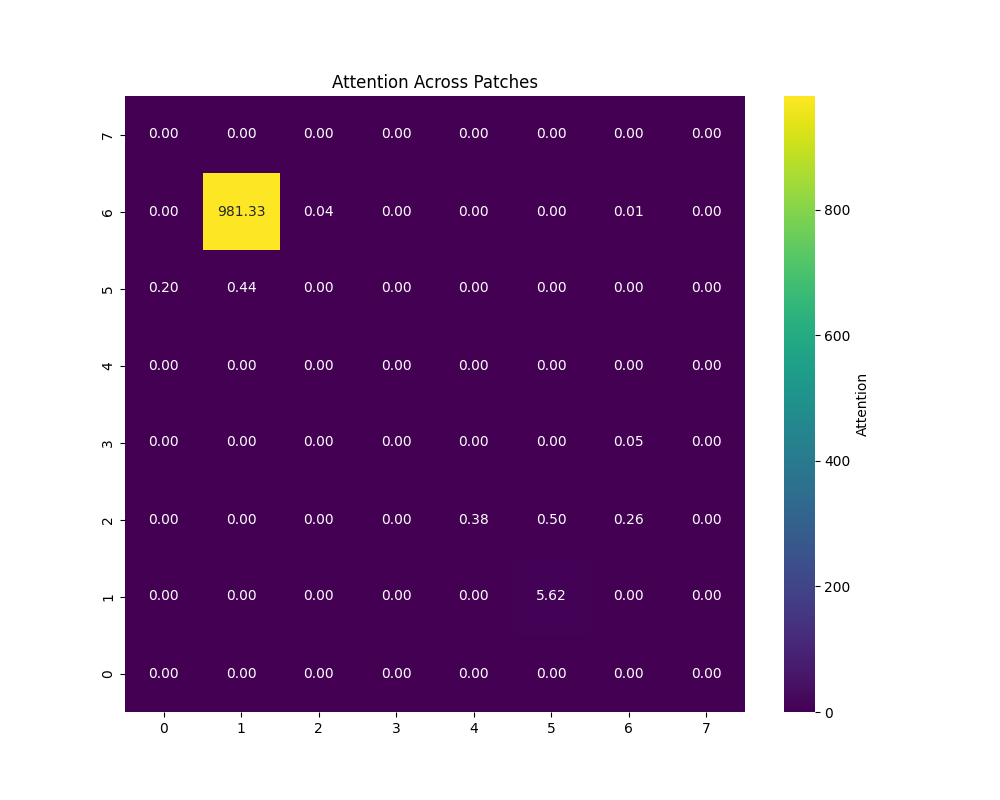 Attention Across Patches
7 0.00 0.00 0.00 0.00 0.00 0.00 0.00 0.00
6 0.00 981.33 0.04 0.00 0.00 0.00 0.01 0.00
5 0.20 0.44 0.00 0.00 0.00 0.00 0.00 0.00
4 0.00 0.00 0.00 0.00 0.00 0.00 0.00 0.00
3 0.00 0.00 0.00 0.00 0.00 0.00 0.05 0.00
2 0.00 0.00 0.00 0.00 0.38 0.50 0.26 0.00
1 0.00 0.00 0.00 0.00 0.00 5.62 0.00 0.00
0 0.00 0.00 0.00 0.00 0.00 0.00 0.00 0.00
0 1 2 3 4 5 6 7
800
600
400
200
0
Attention